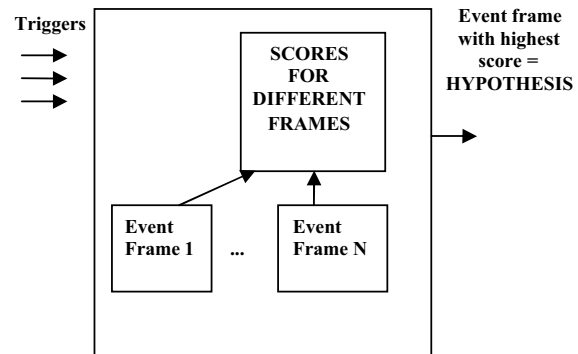 Triggers
SCORES
FOR
DIFFERENT
FRAMES
Event frame
with highest
score =
HYPOTHESIS
Event
Frame 1
...
Event
Frame N